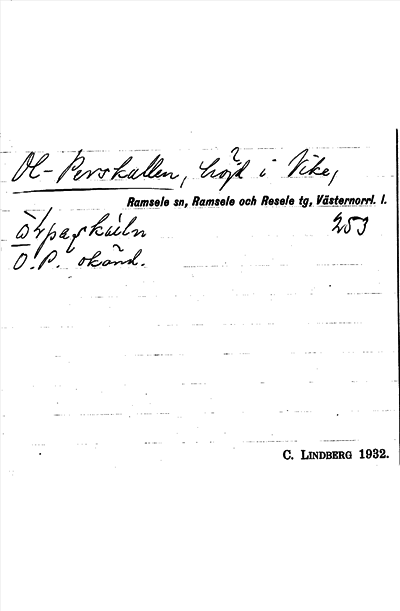 Ol-Perskullen, höjd i Vike,
Ramsele sn, Ramsele och Resele tg, Västernorrl. l.
253
O.P. okänd.
C. LINDBERG 1932.